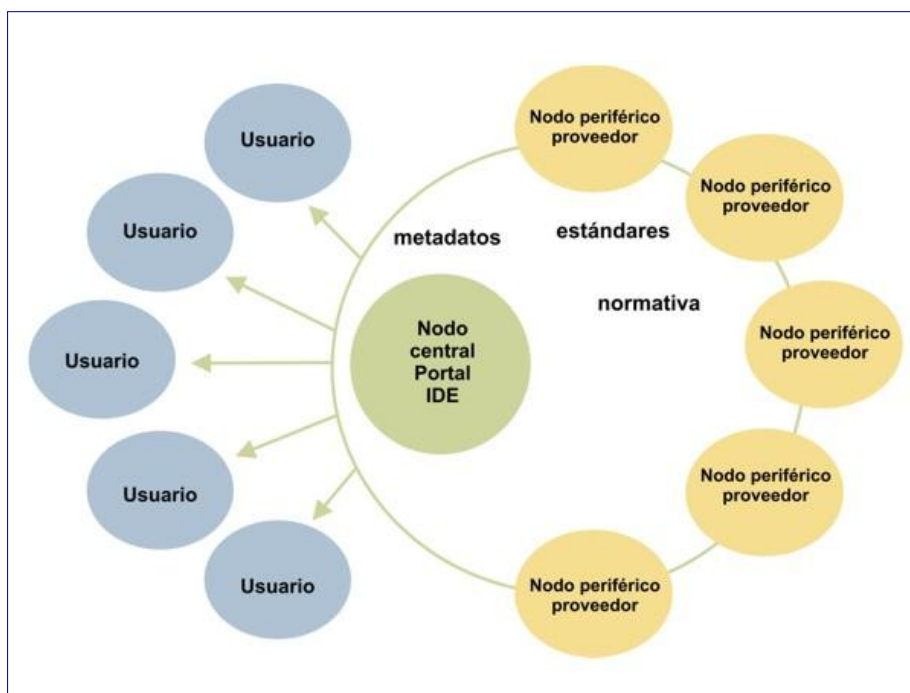 Nodo periférico
proveedor
Usuario
Nodo periférico
proveedor
Usuario
metadatos
estándares
normativa
Nodo
central
Portal
IDE
Nodo periférico
proveedor
Usuario
Nodo periférico
proveedor
Usuario
Nodo periférico
proveedor
Usuario